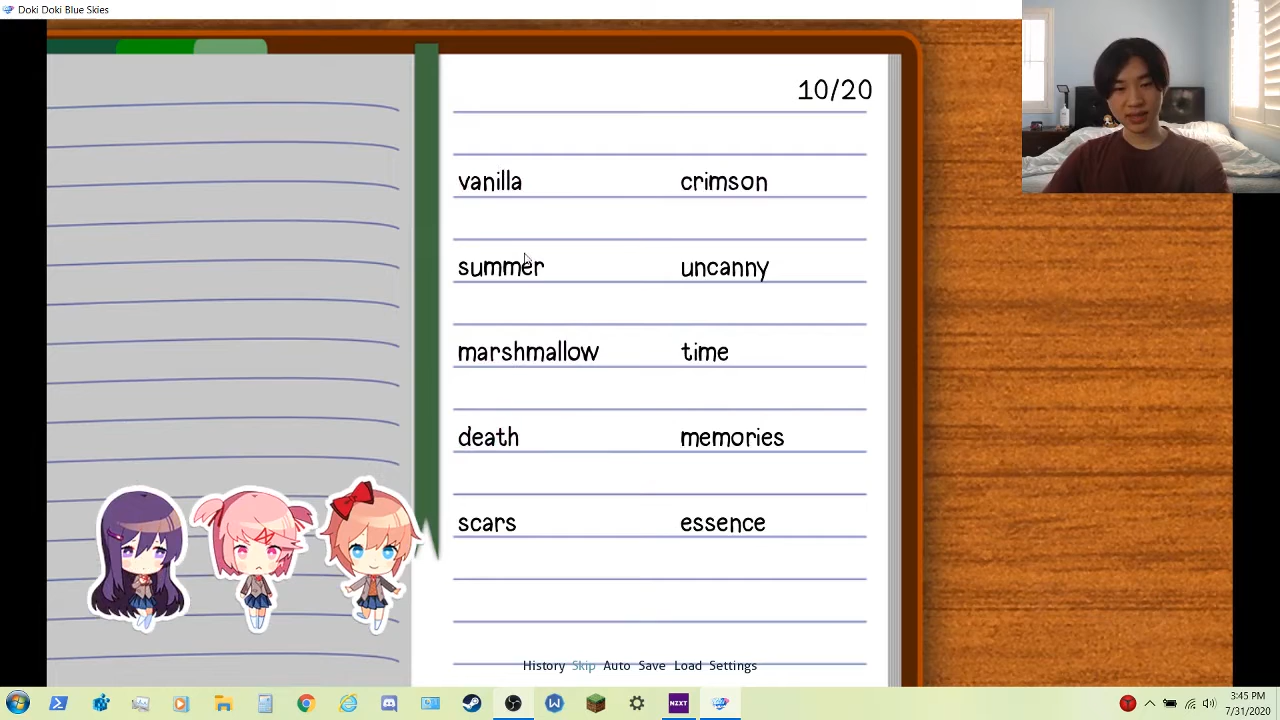 Doki Doki Blue Skies
10/20
vanilla crimson
summer uncanny
marshmallow time
death memories
scars essence
History Skip Auto Save Load Settings
NZXT
3:45 PM
7/31/2020